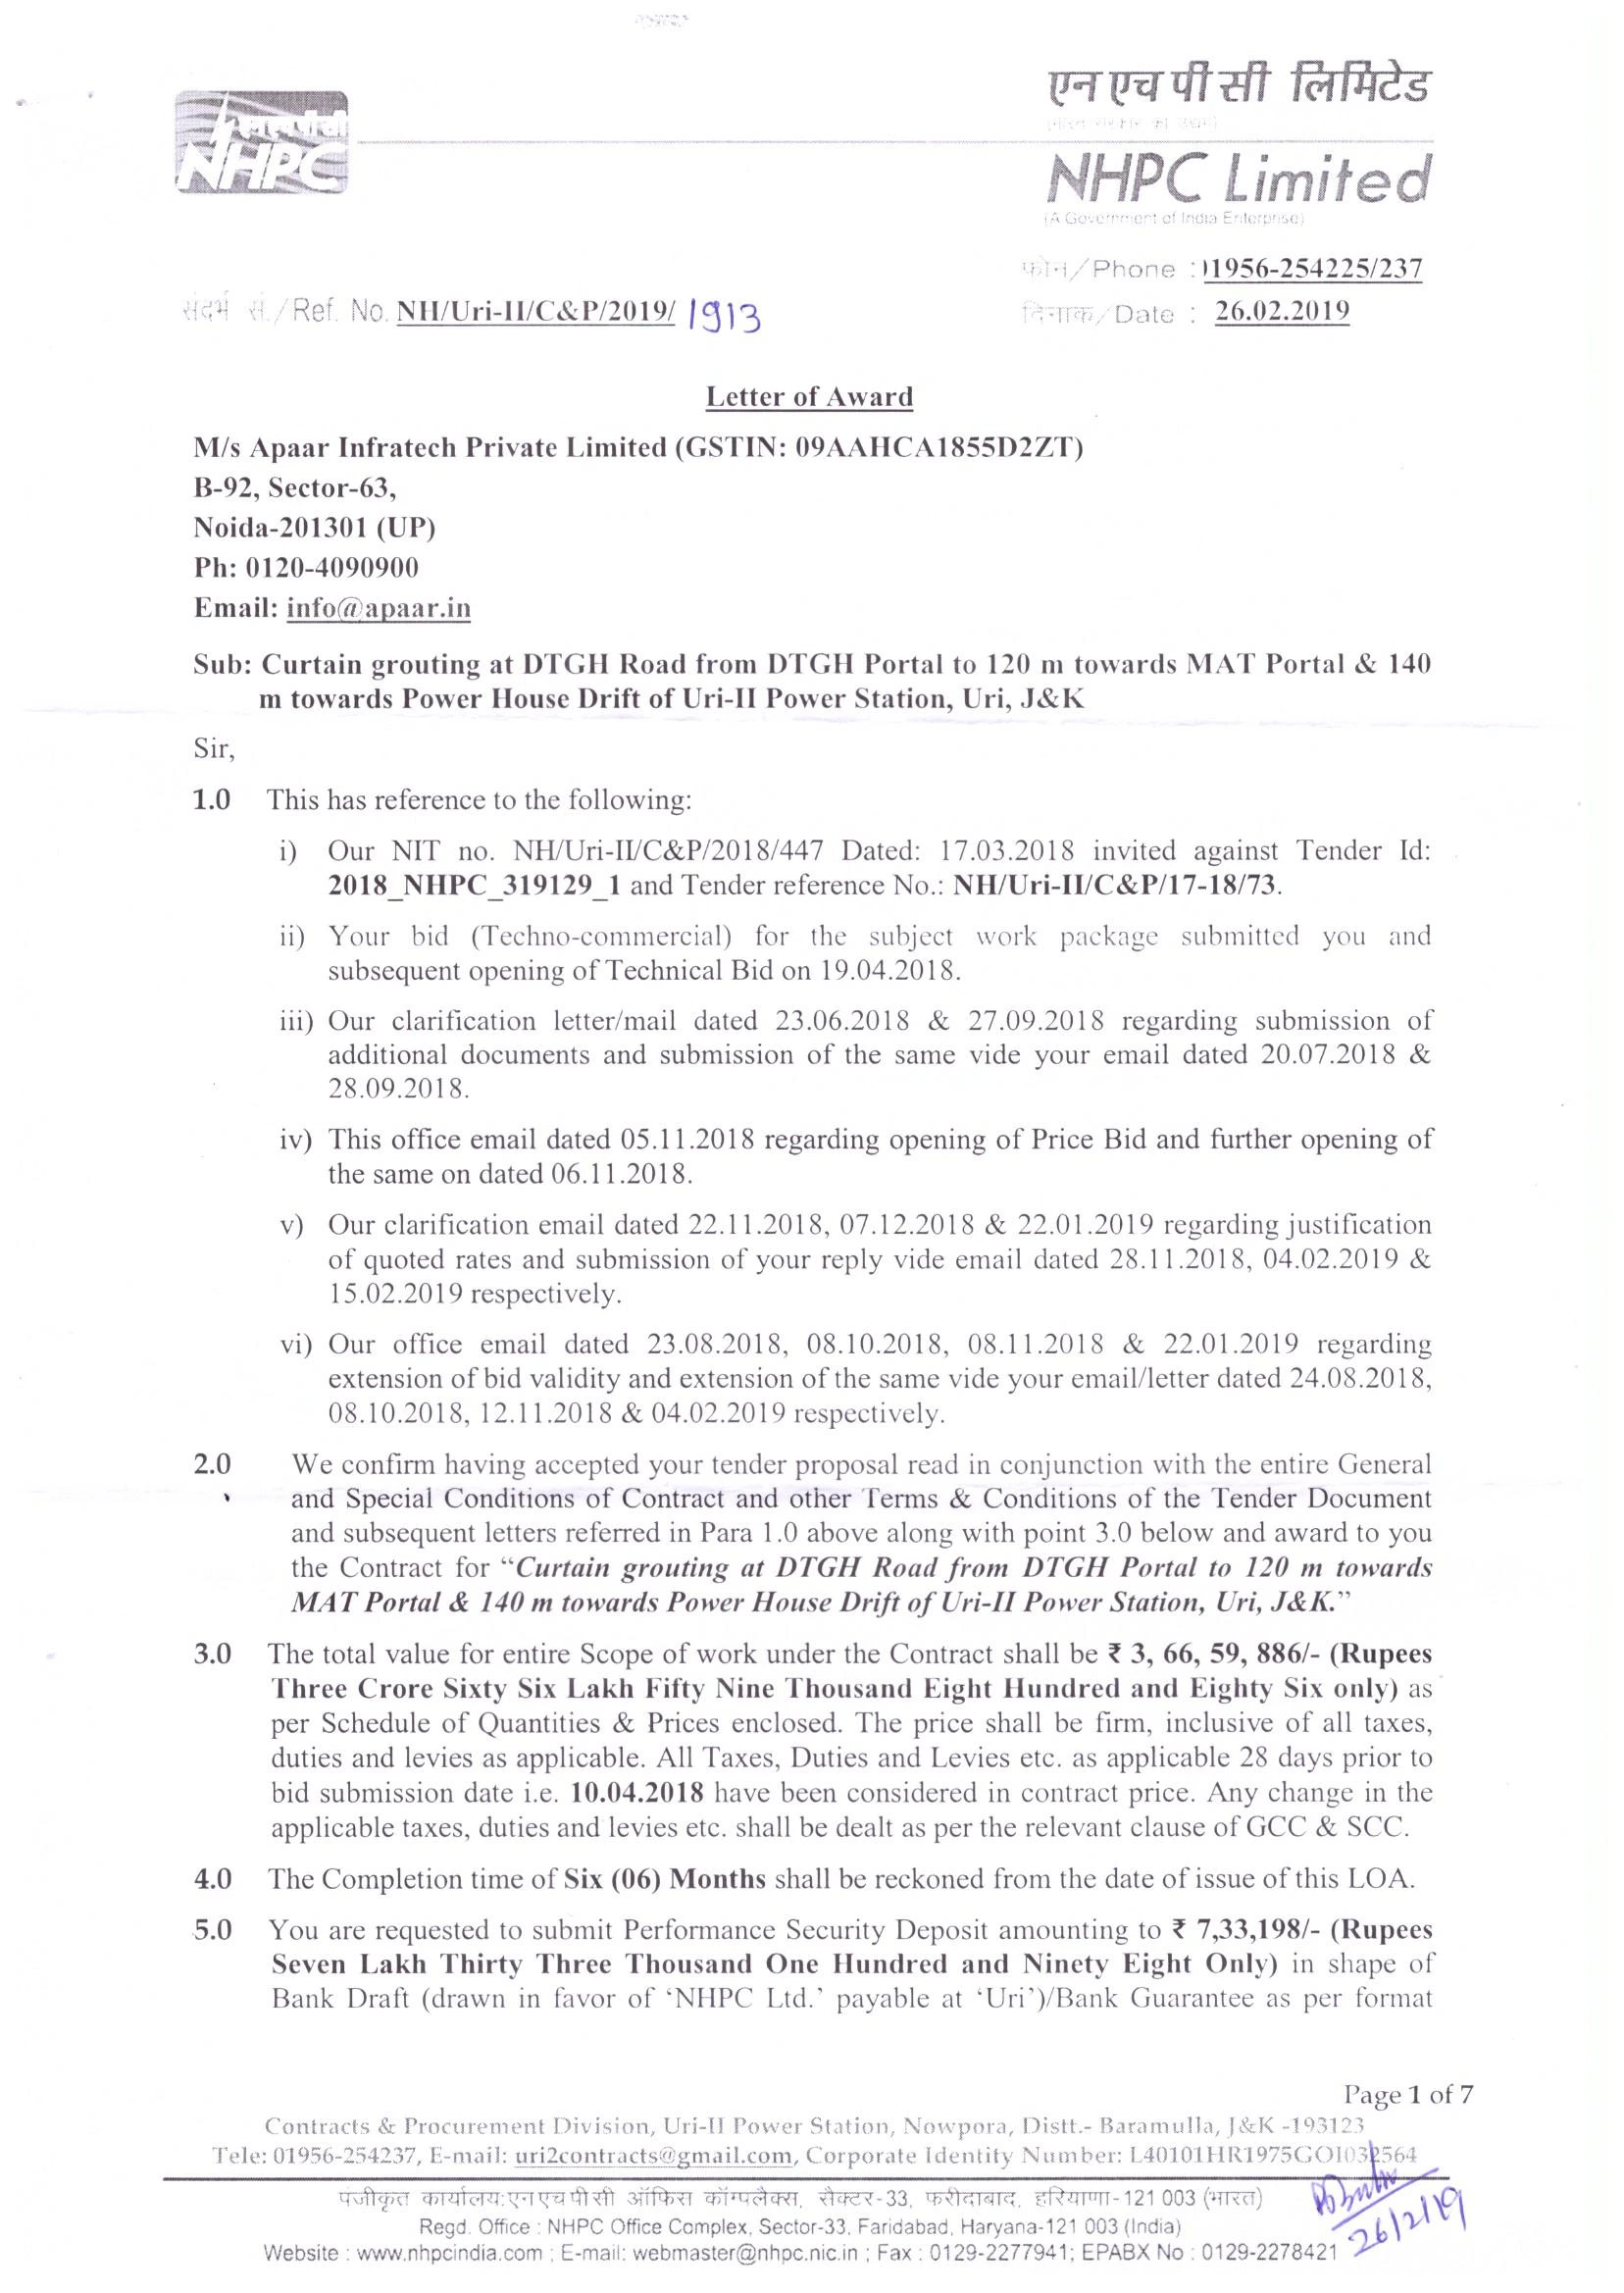 एन एच पी सी लिमिटेड
एन एच पी सी
NHPC
NHPC Limited
(A Government of India Enterprise)
फोन/Phone : 01956-254225/237
संदर्भ सं./Ref. No. NH/Uri-II/C&P/2019/ 1913
दिनांक/Date : 26.02.2019
Letter of Award
M/s Apaar Infratech Private Limited (GSTIN: 09AAHCA1855D2ZT)
B-92, Sector-63,
Noida-201301 (UP)
Ph: 0120-4090900
Email: info@apaar.in
Sub: Curtain grouting at DTGH Road from DTGH Portal to 120 m towards MAT Portal & 140
m towards Power House Drift of Uri-II Power Station, Uri, J&K
Sir,
1.0 This has reference to the following:
i) Our NIT no. NH/Uri-II/C&P/2018/447 Dated: 17.03.2018 invited against Tender Id:
2018_NHPC_319129_1 and Tender reference No.: NH/Uri-II/C&P/17-18/73.
ii) Your bid (Techno-commercial) for the subject work package submitted you and
subsequent opening of Technical Bid on 19.04.2018.
iii) Our clarification letter/mail dated 23.06.2018 & 27.09.2018 regarding submission of
additional documents and submission of the same vide your email dated 20.07.2018 &
28.09.2018.
iv) This office email dated 05.11.2018 regarding opening of Price Bid and further opening of
the same on dated 06.11.2018.
v) Our clarification email dated 22.11.2018, 07.12.2018 & 22.01.2019 regarding justification
of quoted rates and submission of your reply vide email dated 28.11.2018, 04.02.2019 &
15.02.2019 respectively.
vi) Our office email dated 23.08.2018, 08.10.2018, 08.11.2018 & 22.01.2019 regarding
extension of bid validity and extension of the same vide your email/letter dated 24.08.2018,
08.10.2018, 12.11.2018 & 04.02.2019 respectively.
2.0 We confirm having accepted your tender proposal read in conjunction with the entire General
and Special Conditions of Contract and other Terms & Conditions of the Tender Document
and subsequent letters referred in Para 1.0 above along with point 3.0 below and award to you
the Contract for “Curtain grouting at DTGH Road from DTGH Portal to 120 m towards
MAT Portal & 140 m towards Power House Drift of Uri-II Power Station, Uri, J&K.”
3.0 The total value for entire Scope of work under the Contract shall be ₹ 3, 66, 59, 886/- (Rupees
Three Crore Sixty Six Lakh Fifty Nine Thousand Eight Hundred and Eighty Six only) as
per Schedule of Quantities & Prices enclosed. The price shall be firm, inclusive of all taxes,
duties and levies as applicable. All Taxes, Duties and Levies etc. as applicable 28 days prior to
bid submission date i.e. 10.04.2018 have been considered in contract price. Any change in the
applicable taxes, duties and levies etc. shall be dealt as per the relevant clause of GCC & SCC.
4.0 The Completion time of Six (06) Months shall be reckoned from the date of issue of this LOA.
5.0 You are requested to submit Performance Security Deposit amounting to ₹ 7,33,198/- (Rupees
Seven Lakh Thirty Three Thousand One Hundred and Ninety Eight Only) in shape of
Bank Draft (drawn in favor of ‘NHPC Ltd.’ payable at ‘Uri’)/Bank Guarantee as per format
Page 1 of 7
Contracts & Procurement Division, Uri-II Power Station, Nowpora, Distt.- Baramulla, J&K -193123
Tele: 01956-254237, E-mail: uri2contracts@gmail.com, Corporate Identity Number: L40101HR1975GOI032564
पंजीकृत कार्यालय:एन एच पी सी ऑफिस कॉम्पलैक्स, सैक्टर-33, फरीदाबाद, हरियाणा-121 003 (भारत)
Regd. Office : NHPC Office Complex, Sector-33, Faridabad, Haryana-121 003 (India)
Website : www.nhpcindia.com ; E-mail: webmaster@nhpc.nic.in ; Fax : 0129-2277941; EPABX No : 0129-2278421
26/2/19